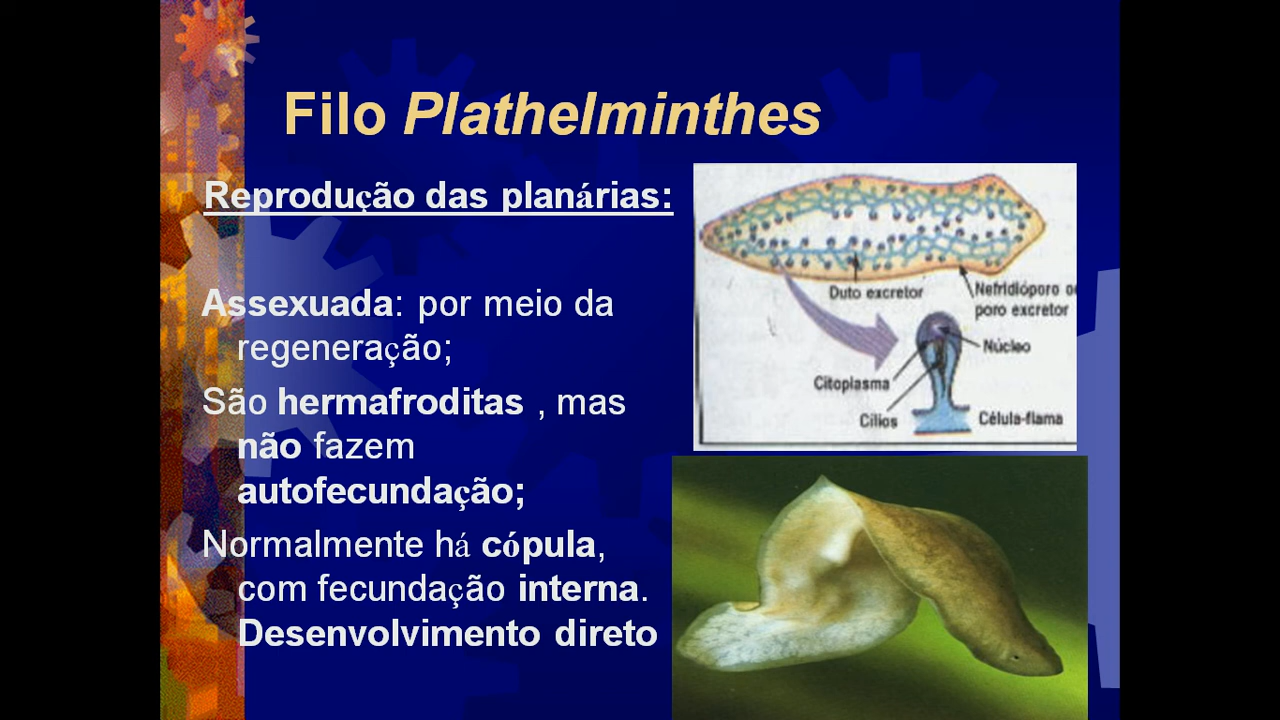 Filo Plathelminthes
Reprodução das planárias:
Assexuada: por meio da
regeneração;
São hermafroditas , mas
não fazem
autofecundação;
Normalmente há cópula,
com fecundação interna.
Desenvolvimento direto
Duto excretor
Nefridióporo o
poro excretor
Núcleo
Citoplasma
Cílios
Célula-flama